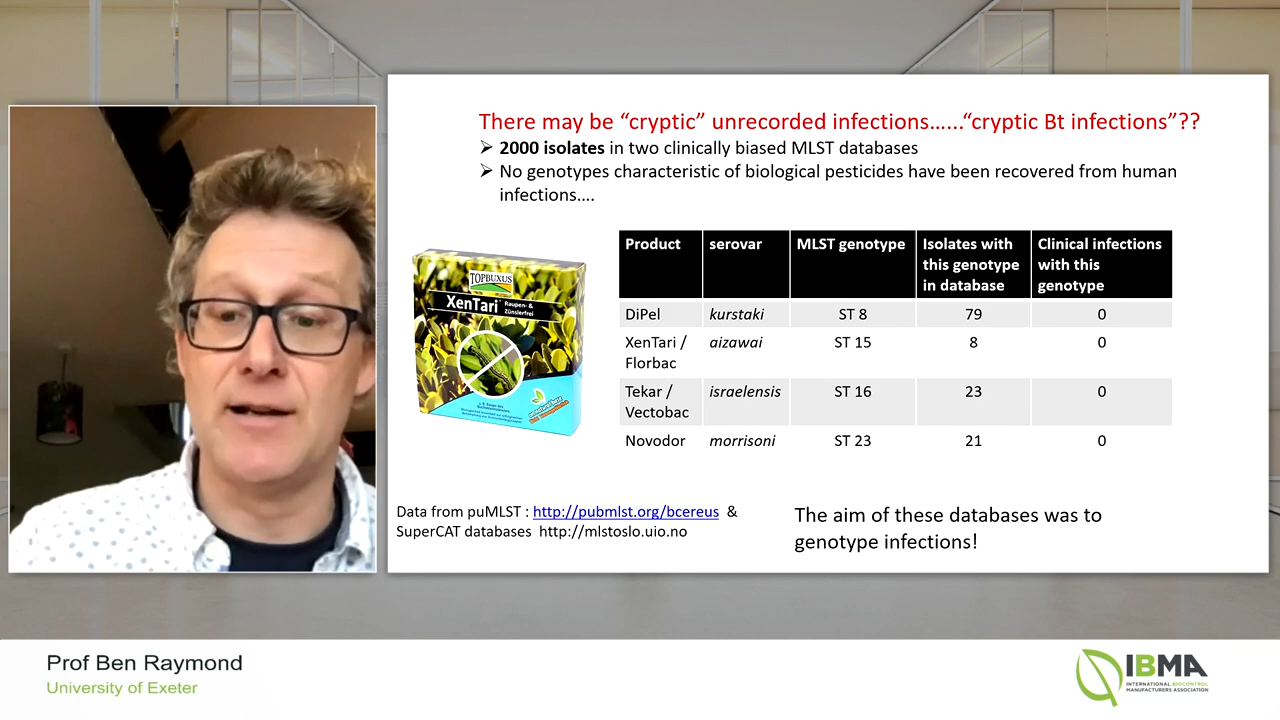 There may be “cryptic” unrecorded infections…...“cryptic Bt infections”??
➢ 2000 isolates in two clinically biased MLST databases
➢ No genotypes characteristic of biological pesticides have been recovered from human
infections….
TOPBUXUS
XenTari Raupen- &
Zünslerfrei
Product serovar MLST genotype Isolates with this genotype in database Clinical infections with this genotype
DiPel kurstaki ST 8 79 0
XenTari / Florbac aizawai ST 15 8 0
Tekar / Vectobac israelensis ST 16 23 0
Novodor morrisoni ST 23 21 0
Data from puMLST : http://pubmlst.org/bcereus &
SuperCAT databases http://mlstoslo.uio.no
The aim of these databases was to
genotype infections!
Prof Ben Raymond
University of Exeter
IBMA
INTERNATIONAL BIOCONTROL
MANUFACTURERS ASSOCIATION